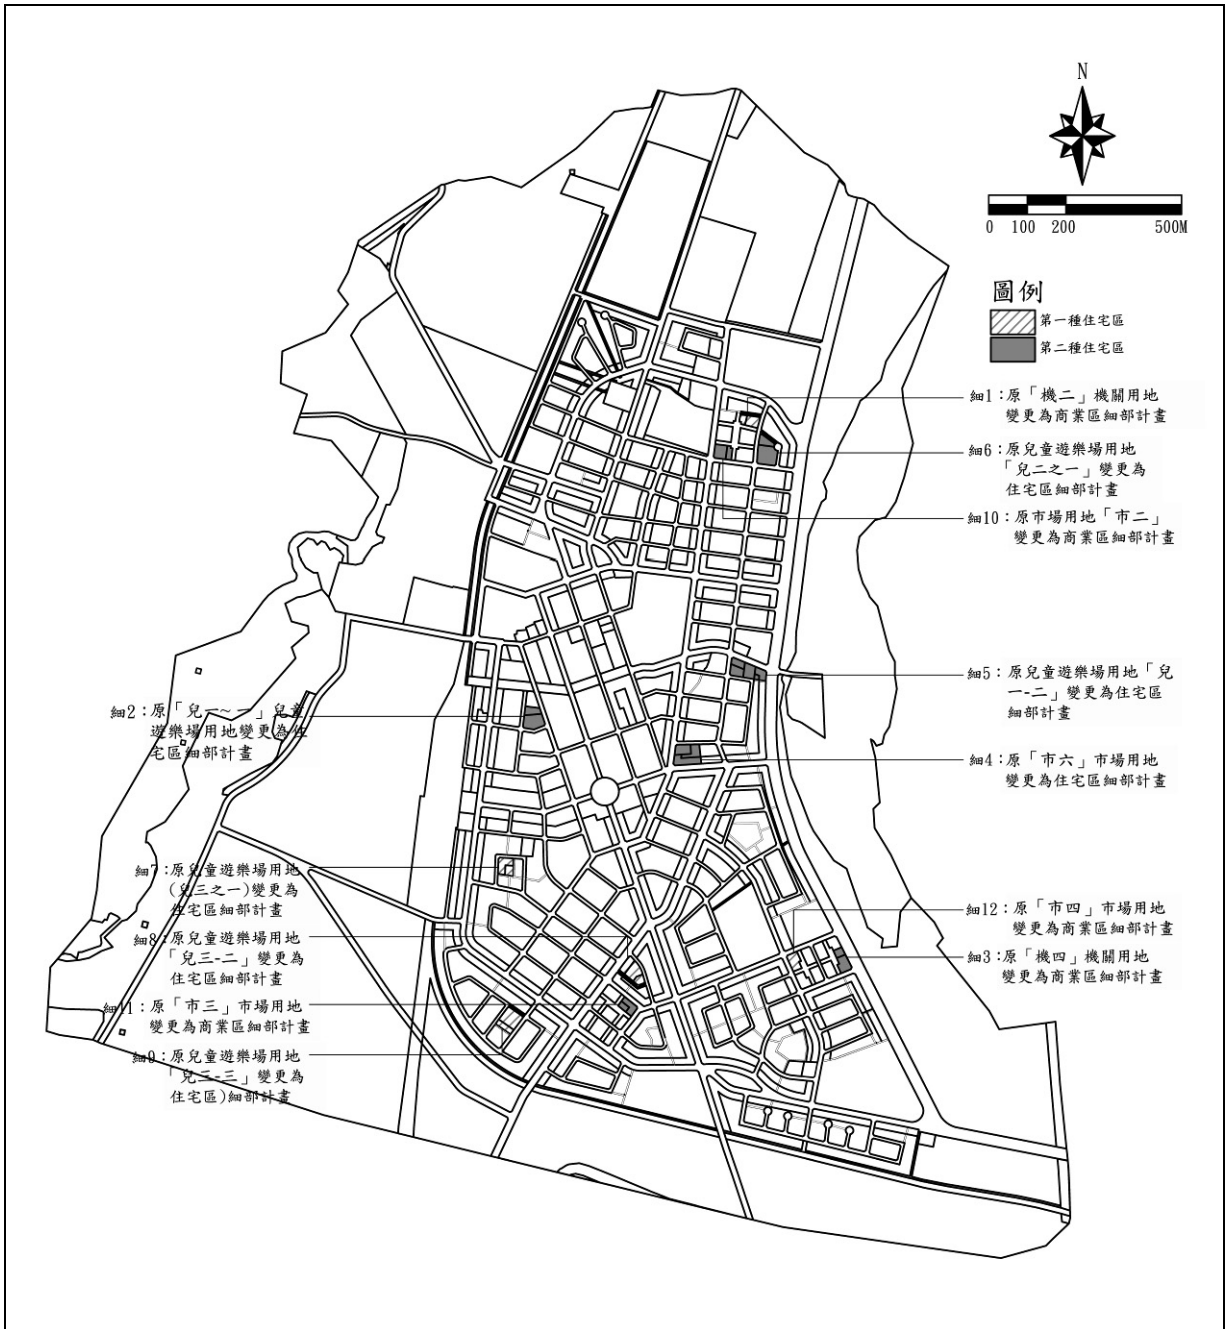 N
0 100 200 500M
圖例
第一種住宅區
第二種住宅區
細1：原「機二」機關用地
變更為商業區細部計畫
細6：原兒童遊樂場用地
「兒二之一」變更為
住宅區細部計畫
細10：原市場用地「市二」
變更為商業區細部計畫
細5：原兒童遊樂場用地「兒
一-二」變更為住宅區
細部計畫
細4：原「市六」市場用地
變更為住宅區細部計畫
細12：原「市四」市場用地
變更為商業區細部計畫
細3：原「機四」機關用地
變更為商業區細部計畫
細2：原「兒一~一」兒童
遊樂場用地變更為住
宅區細部計畫
細7：原兒童遊樂場用地
(兒三之一)變更為
住宅區細部計畫
細8：原兒童遊樂場用地
「兒三-二」變更為
住宅區細部計畫
細11：原「市三」市場用地
變更為商業區細部計畫
細9：原兒童遊樂場用地
「兒三-三」變更為
住宅區)細部計畫